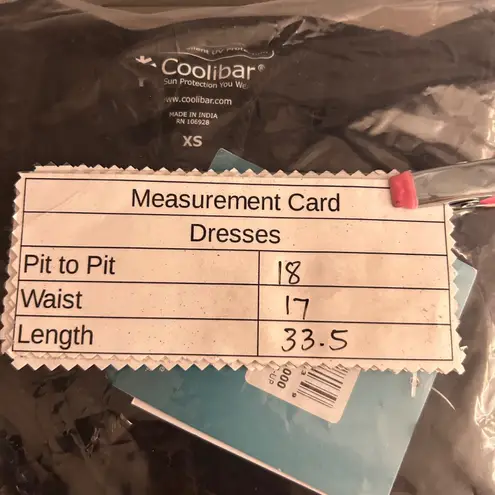 Coolibar®
Sun Protection You Wear
www.coolibar.com
MADE IN INDIA
RN 106928
XS
Measurement Card
Dresses
Pit to Pit 18
Waist 17
Length 33.5